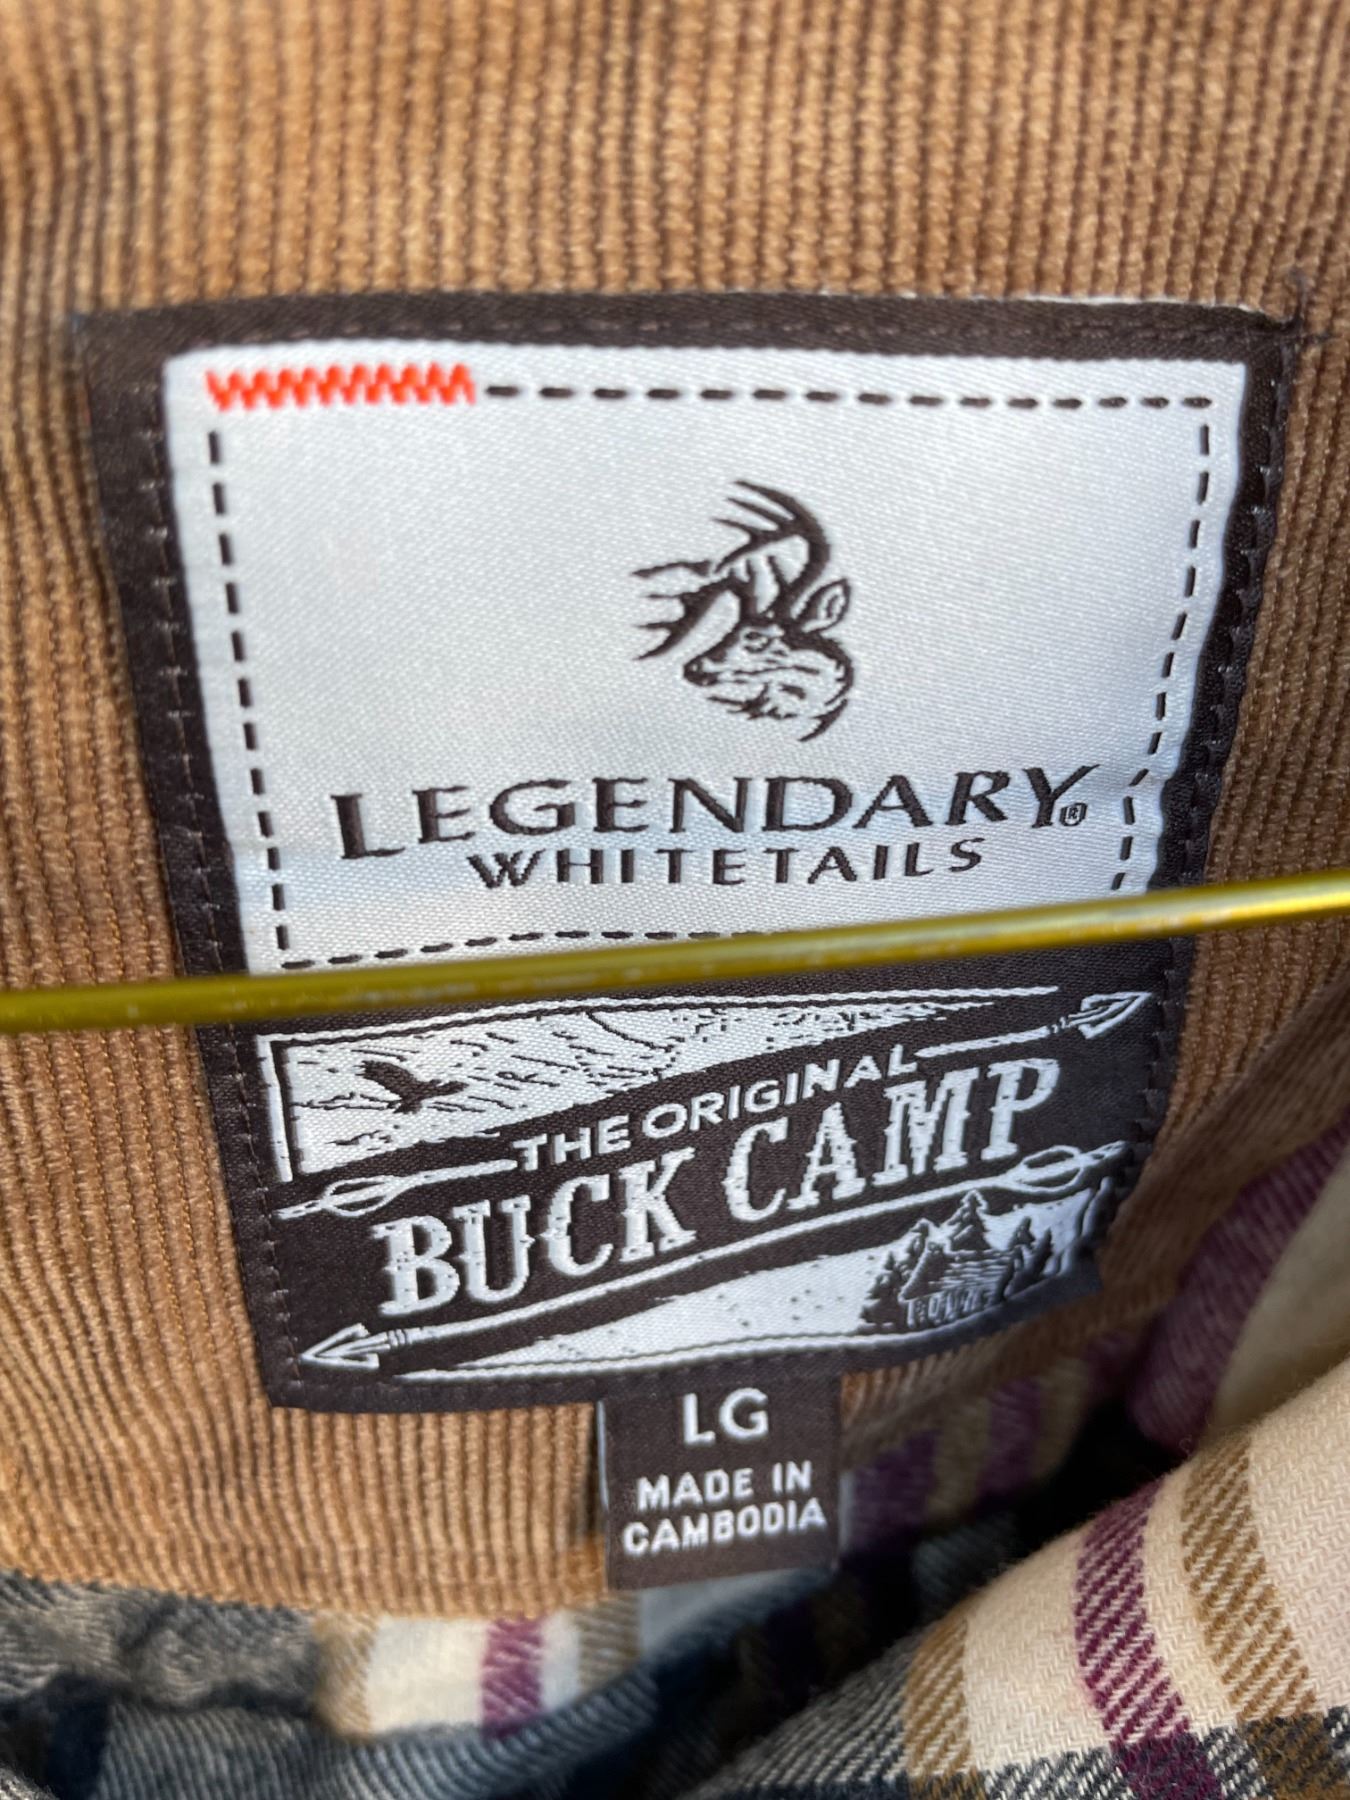 LEGENDARY®
WHITETAILS
THE ORIGINAL
BUCK CAMP
LG
MADE IN
CAMBODIA